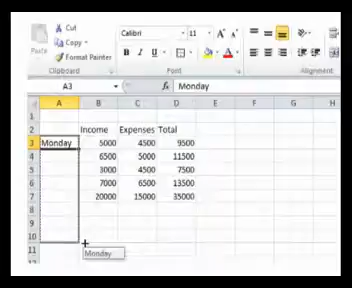 Cut
Calibri 11 A A
Copy
Paste
Format Painter
B I U A
Clipboard Font Alignment
A3 fx Monday
A B C D E F G H
1
2 Income Expenses Total
3 Monday 5000 4500 9500
4 6500 5000 11500
5 3000 4500 7500
6 7000 6500 13500
7 20000 15000 35000
8
9
10
11 Monday
12